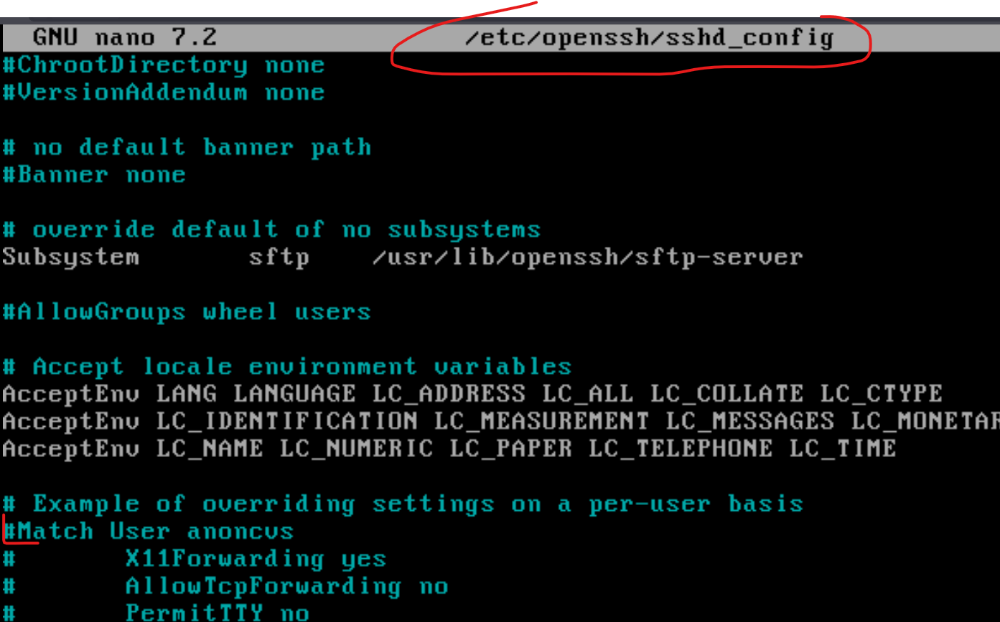 GNU nano 7.2 /etc/openssh/sshd_config
#ChrootDirectory none
#VersionAddendum none
# no default banner path
#Banner none
# override default of no subsystems
Subsystem sftp /usr/lib/openssh/sftp-server
#AllowGroups wheel users
# Accept locale environment variables
AcceptEnv LANG LANGUAGE LC_ADDRESS LC_ALL LC_COLLATE LC_CTYPE
AcceptEnv LC_IDENTIFICATION LC_MEASUREMENT LC_MESSAGES LC_MONETAR
AcceptEnv LC_NAME LC_NUMERIC LC_PAPER LC_TELEPHONE LC_TIME
# Example of overriding settings on a per-user basis
#Match User anoncvs
# X11Forwarding yes
# AllowTcpForwarding no
# PermitTTY no